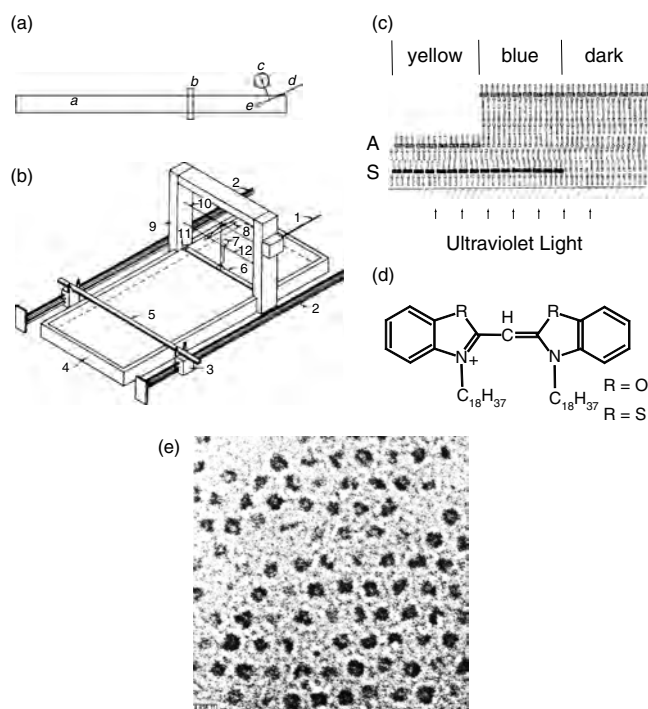 (a)
a
b
c
d
e
(b)
2
10
9
1
8
11
7
12
6
2
5
4
3
(c)
yellow
blue
dark
A
S
Ultraviolet Light
(d)
R
H
R
C
N
+
N
C18H37
C18H37
R = O
R = S
(e)